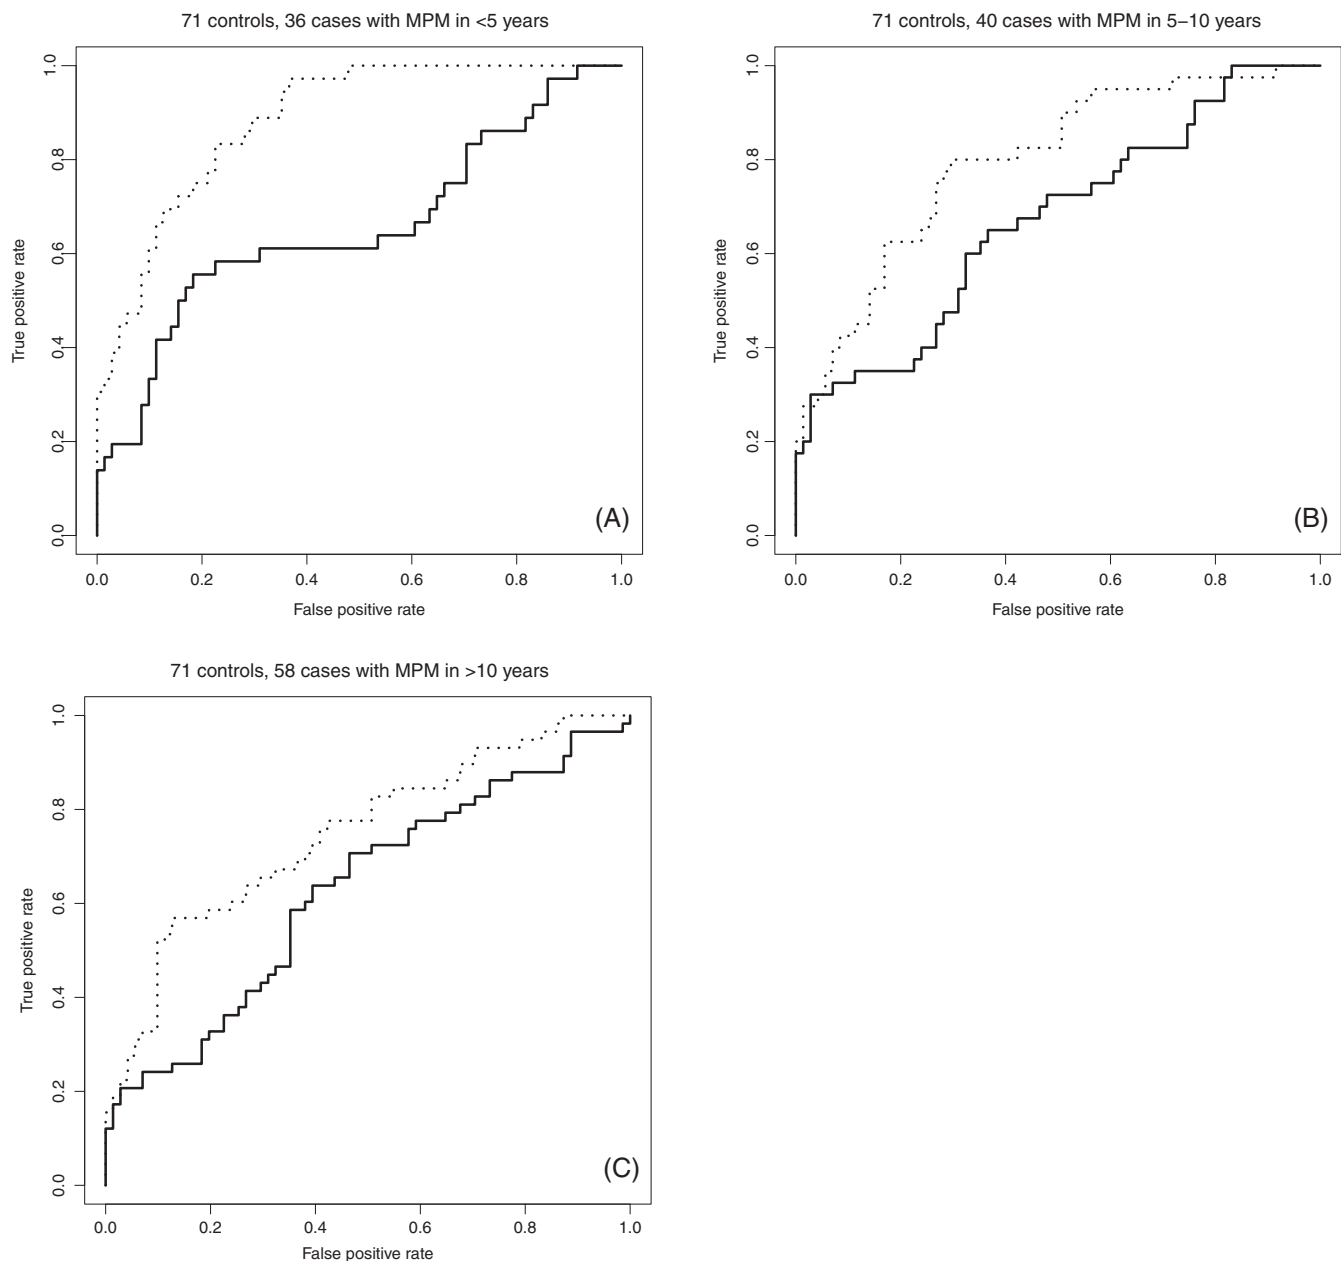 71 controls, 36 cases with MPM in <5 years
True positive rate
1.0
0.8
0.6
0.4
0.2
0.0
(A)
0.0 0.2 0.4 0.6 0.8 1.0
False positive rate
71 controls, 40 cases with MPM in 5–10 years
True positive rate
1.0
0.8
0.6
0.4
0.2
0.0
(B)
0.0 0.2 0.4 0.6 0.8 1.0
False positive rate
71 controls, 58 cases with MPM in >10 years
True positive rate
1.0
0.8
0.6
0.4
0.2
0.0
(C)
0.0 0.2 0.4 0.6 0.8 1.0
False positive rate